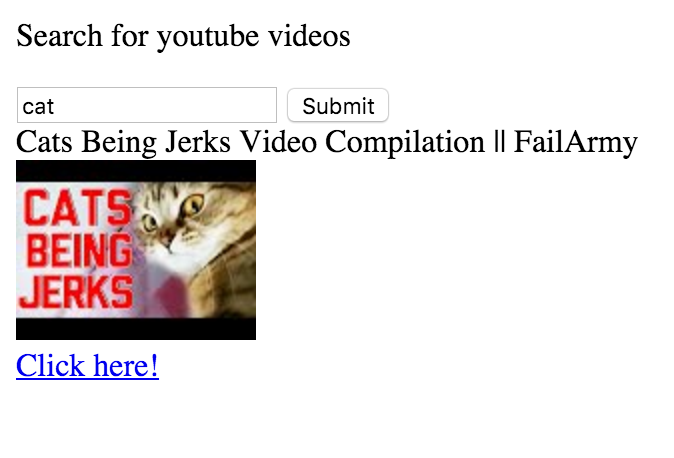 Search for youtube videos
cat Submit
Cats Being Jerks Video Compilation || FailArmy
CATS
BEING
JERKS
Click here!